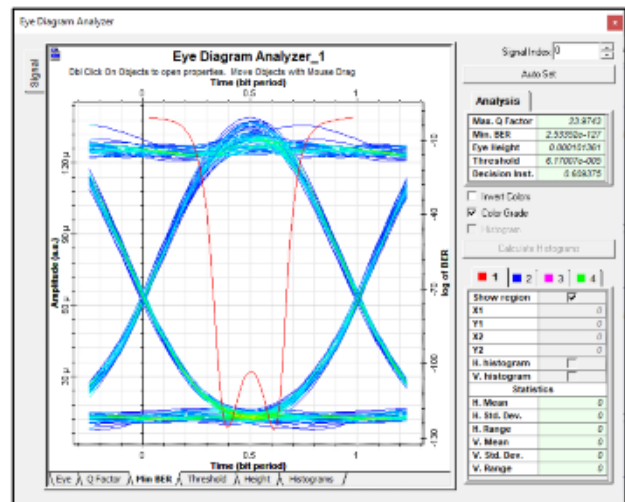 Eye Diagram Analyzer
Signal
Eye Diagram Analyzer_1
Dbl Click On Objects to open properties. Move Objects with Mouse Drag
Time (bit period)
0 0.5 1
Amplitude (a.u.)
120 µ
90 µ
60 µ
30 µ
log of BER
-10
-40
-70
-100
-130
0 0.5 1
Time (bit period)
Eye Q Factor Min BER Threshold Height Histograms
Signal Index: 0
Auto Set
Analysis
Max. Q Factor 23.9743
Min. BER 2.53352e-127
Eye Height 0.000101361
Threshold 6.17007e-005
Decision Inst. 0.609375
Invert Colors
Color Grade
Histogram
Calculate Histograms
1 2 3 4
Show region
X1 0
Y1 0
X2 0
Y2 0
H. histogram
V. histogram
Statistics
H. Mean 0
H. Std. Dev. 0
H. Range 0
V. Mean 0
V. Std. Dev. 0
V. Range 0